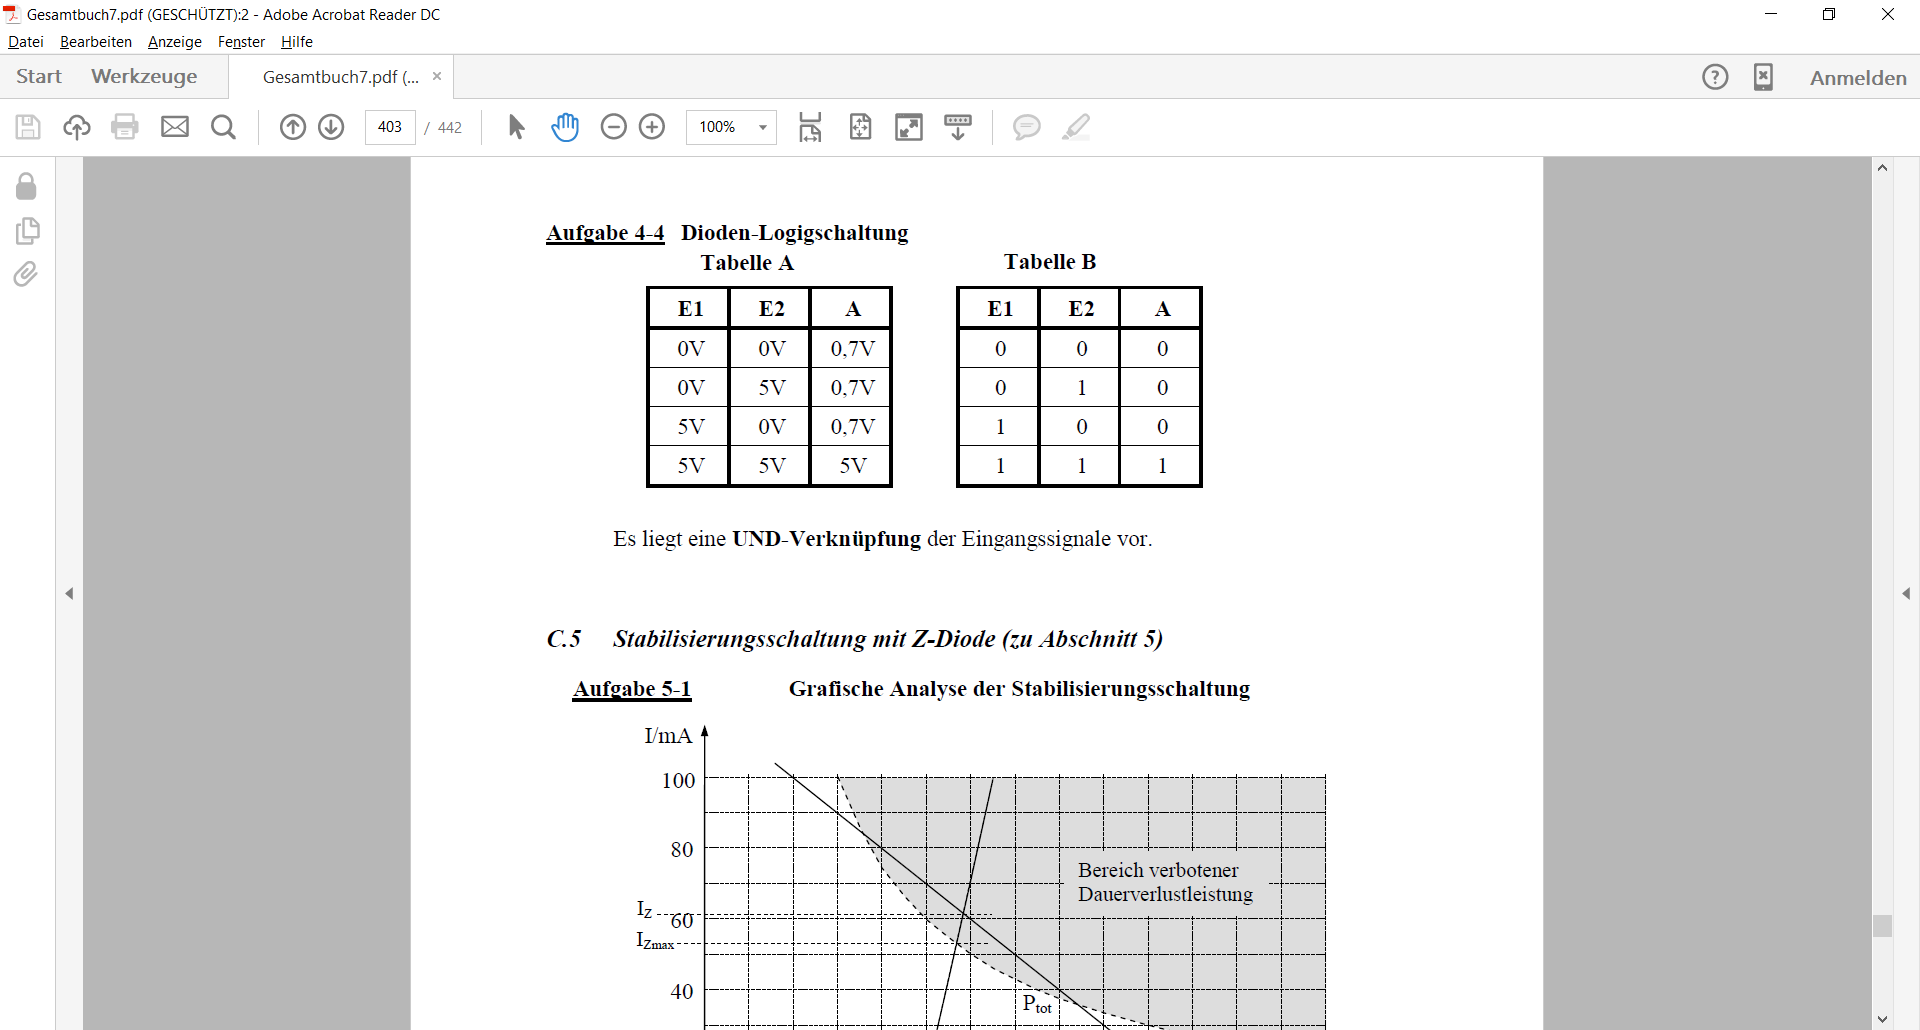 Gesamtbuch7.pdf (GESCHÜTZT):2 - Adobe Acrobat Reader DC
Datei Bearbeiten Anzeige Fenster Hilfe
Start Werkzeuge Gesamtbuch7.pdf (... × Anmelden
403 / 442 100%
Aufgabe 4-4 Dioden-Logigschaltung
Tabelle A Tabelle B
E1 E2 A E1 E2 A
0V 0V 0,7V 0 0 0
0V 5V 0,7V 0 1 0
5V 0V 0,7V 1 0 0
5V 5V 5V 1 1 1
Es liegt eine UND-Verknüpfung der Eingangssignale vor.
C.5 Stabilisierungsschaltung mit Z-Diode (zu Abschnitt 5)
Aufgabe 5-1 Grafische Analyse der Stabilisierungsschaltung
I/mA
100
80
Bereich verbotener
Dauerverlustleistung
IZ
60
IZmax
40
Ptot